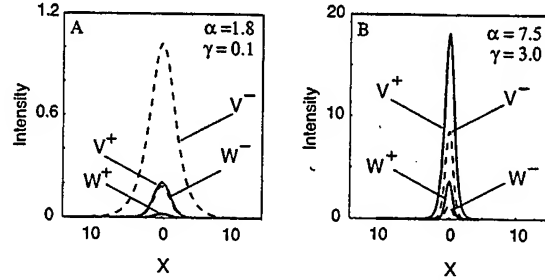 1.2
A
α=1.8
γ=0.1
0.6
0
Intensity
V⁺
V⁻
W⁺
W⁻
10 0 10
X
20
B
α=7.5
γ=3.0
10
0
Intensity
V⁺
V⁻
W⁺
W⁻
10 0 10
X